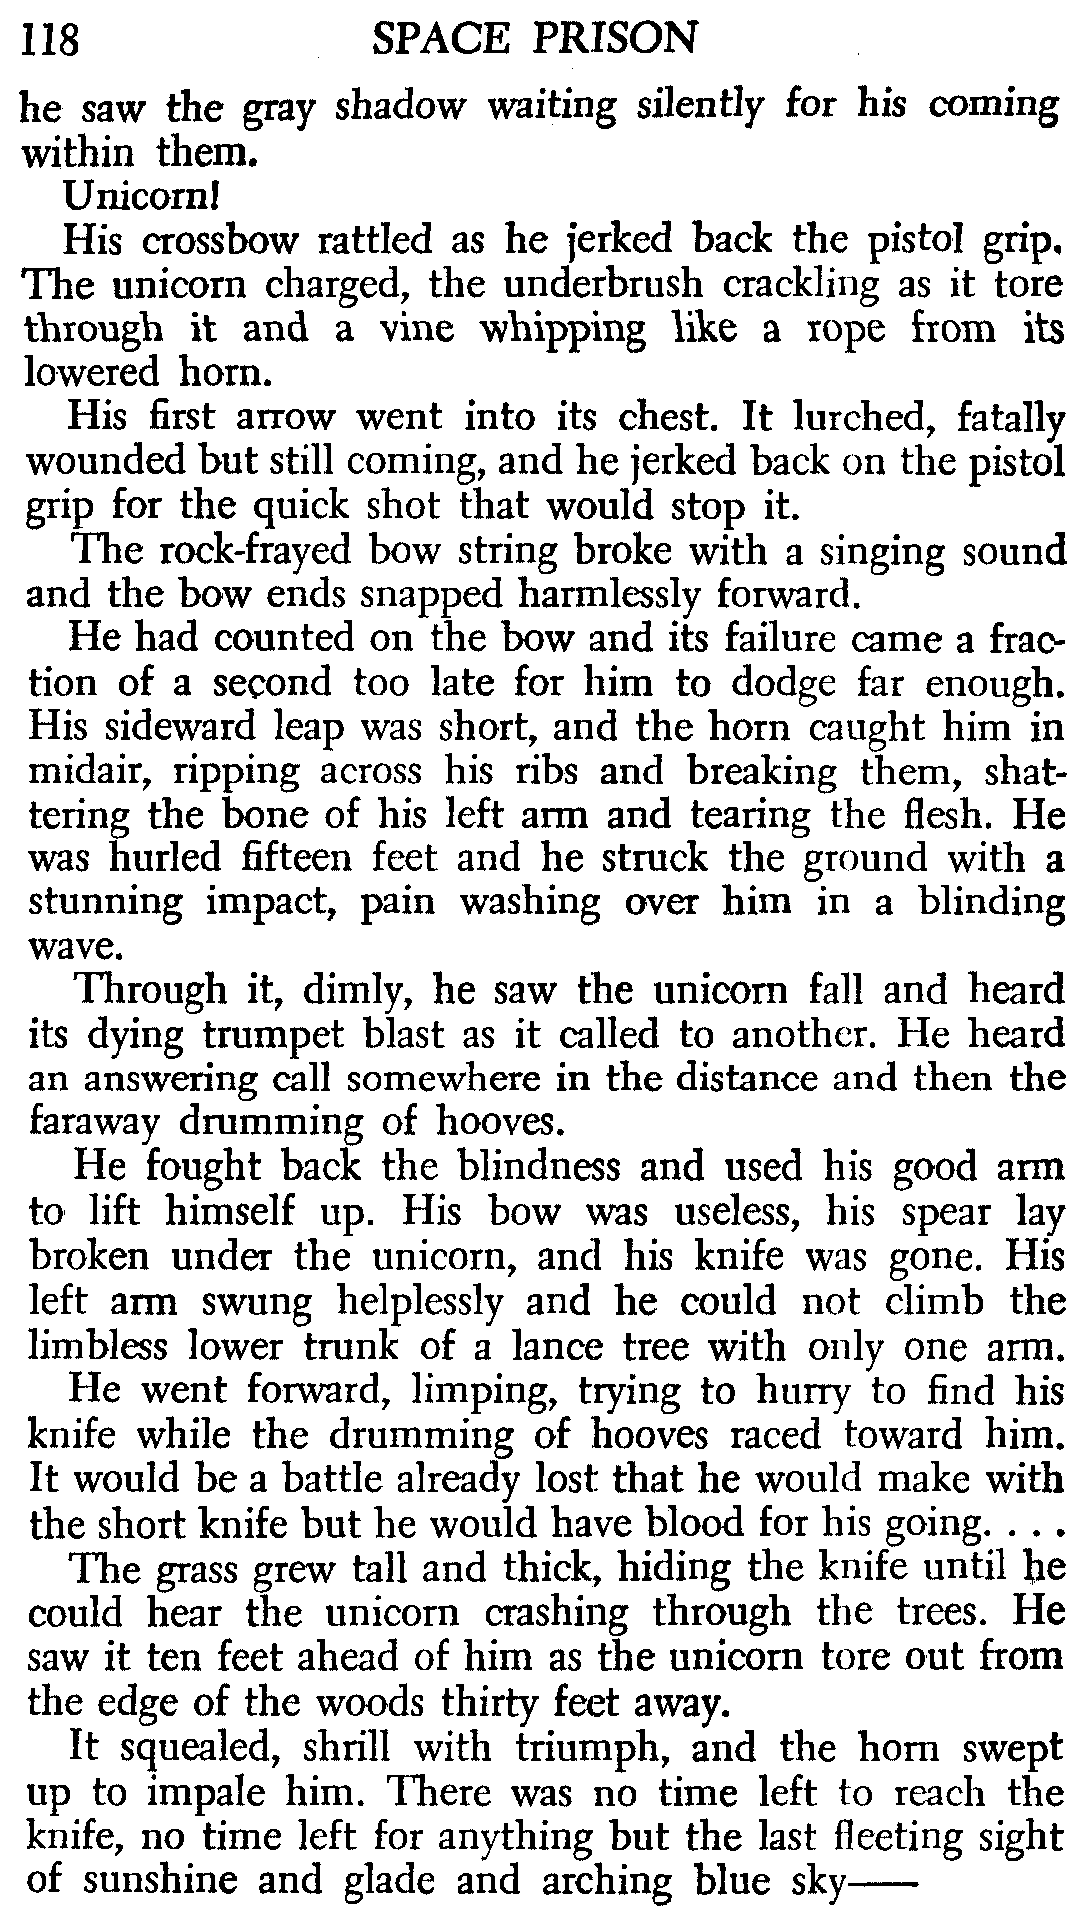 118 SPACE PRISON
he saw the gray shadow waiting silently for his coming
within them.
Unicorn!
His crossbow rattled as he jerked back the pistol grip.
The unicorn charged, the underbrush crackling as it tore
through it and a vine whipping like a rope from its
lowered horn.
His first arrow went into its chest. It lurched, fatally
wounded but still coming, and he jerked back on the pistol
grip for the quick shot that would stop it.
The rock-frayed bow string broke with a singing sound
and the bow ends snapped harmlessly forward.
He had counted on the bow and its failure came a frac-
tion of a second too late for him to dodge far enough.
His sideward leap was short, and the horn caught him in
midair, ripping across his ribs and breaking them, shat-
tering the bone of his left arm and tearing the flesh. He
was hurled fifteen feet and he struck the ground with a
stunning impact, pain washing over him in a blinding
wave.
Through it, dimly, he saw the unicorn fall and heard
its dying trumpet blast as it called to another. He heard
an answering call somewhere in the distance and then the
faraway drumming of hooves.
He fought back the blindness and used his good arm
to lift himself up. His bow was useless, his spear lay
broken under the unicorn, and his knife was gone. His
left arm swung helplessly and he could not climb the
limbless lower trunk of a lance tree with only one arm.
He went forward, limping, trying to hurry to find his
knife while the drumming of hooves raced toward him.
It would be a battle already lost that he would make with
the short knife but he would have blood for his going. . . .
The grass grew tall and thick, hiding the knife until he
could hear the unicorn crashing through the trees. He
saw it ten feet ahead of him as the unicorn tore out from
the edge of the woods thirty feet away.
It squealed, shrill with triumph, and the horn swept
up to impale him. There was no time left to reach the
knife, no time left for anything but the last fleeting sight
of sunshine and glade and arching blue sky——